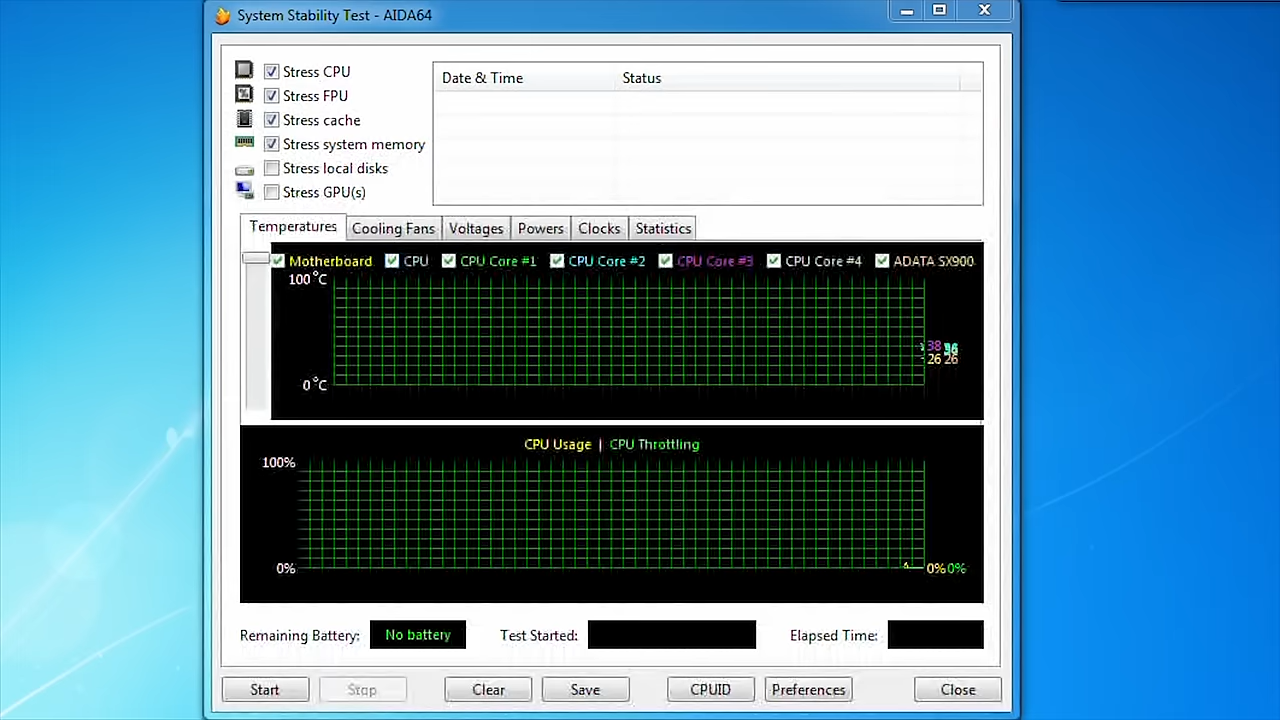 System Stability Test - AIDA64
Stress CPU
Stress FPU
Stress cache
Stress system memory
Stress local disks
Stress GPU(s)
Date & Time Status
Temperatures Cooling Fans Voltages Powers Clocks Statistics
Motherboard CPU CPU Core #1 CPU Core #2 CPU Core #3 CPU Core #4 ADATA SX900
100°C
38
26 26
0°C
CPU Usage | CPU Throttling
100%
0% 0% 0%
Remaining Battery: No battery Test Started: Elapsed Time:
Start Stop Clear Save CPUID Preferences Close